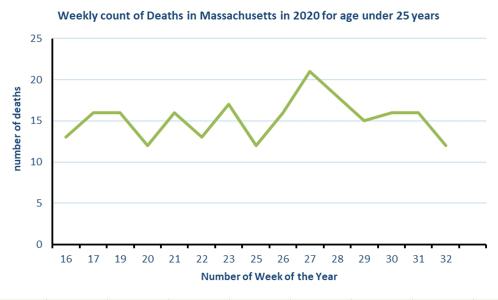 Weekly count of Deaths in Massachusetts in 2020 for age under 25 years
number of deaths
25
20
15
10
5
0
16 17 19 20 21 22 23 25 26 27 28 29 30 31 32
Number of Week of the Year